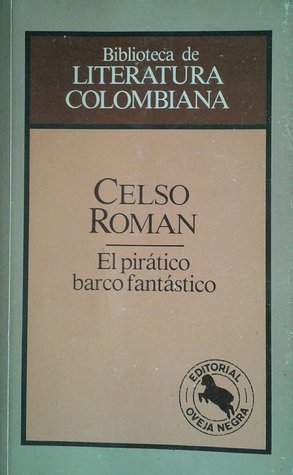 Biblioteca de
LITERATURA
COLOMBIANA
CELSO
ROMAN
El pirático
barco fantástico
EDITORIAL
OVEJA NEGRA